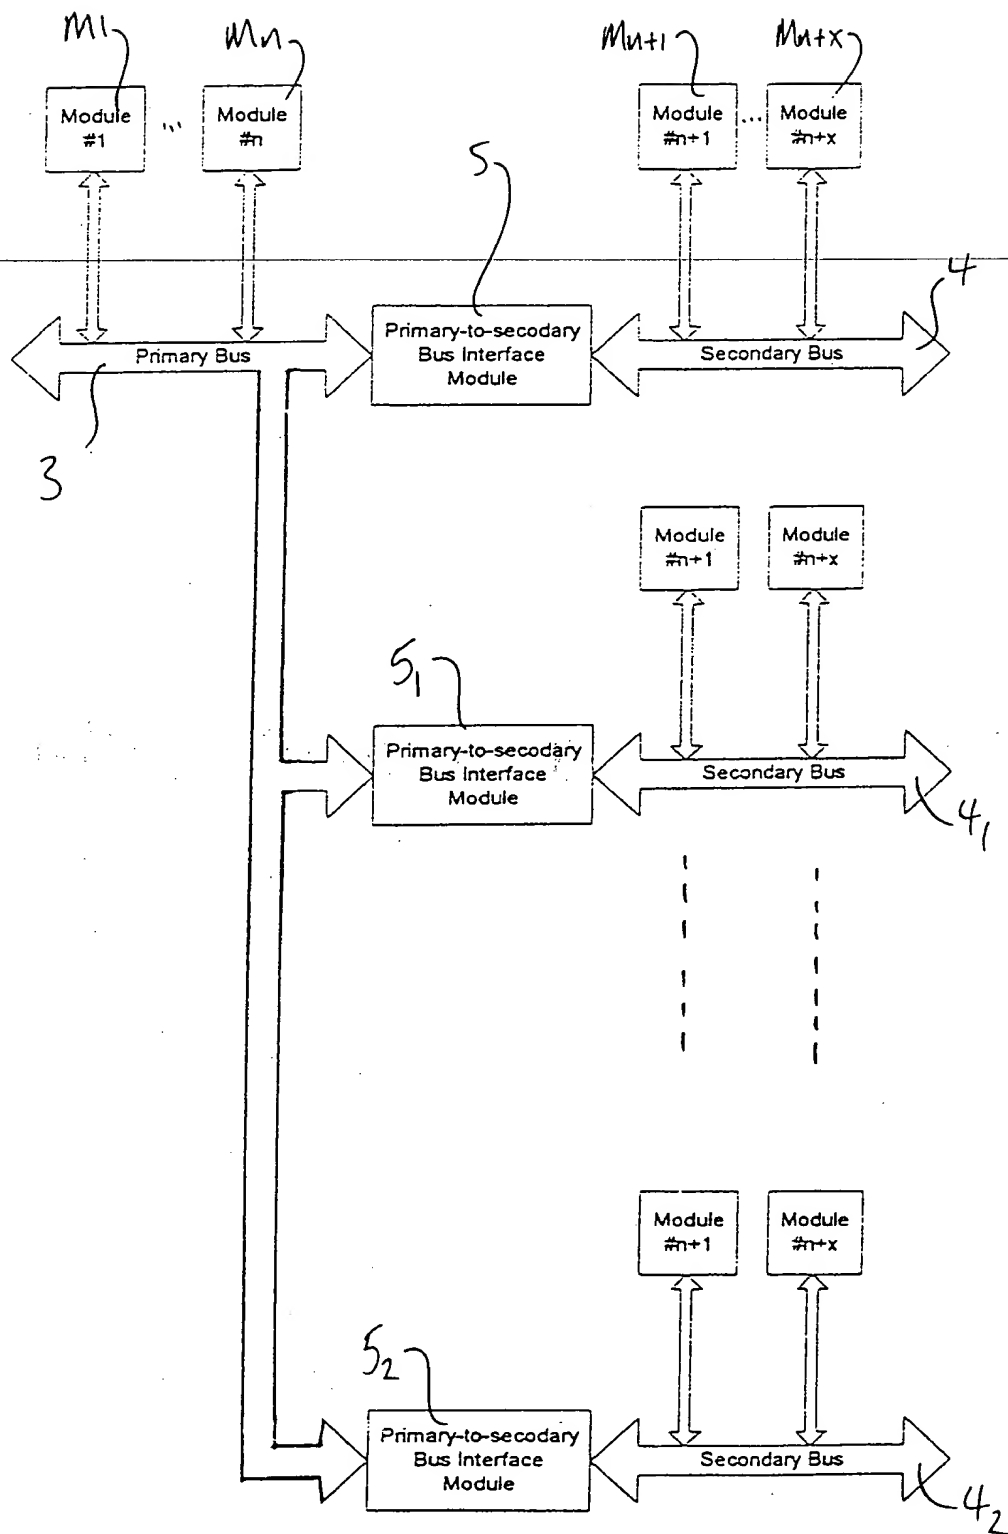 M1
Mn
Mn+1
Mn+x
Module
#1
...
Module
#n
Module
#n+1
...
Module
#n+x
5
4
Primary Bus
Primary-to-secodary
Bus Interface
Module
Secondary Bus
3
Module
#n+1
Module
#n+x
5₁
Primary-to-secodary
Bus Interface
Module
Secondary Bus
4₁
Module
#n+1
Module
#n+x
5₂
Primary-to-secodary
Bus Interface
Module
Secondary Bus
4₂